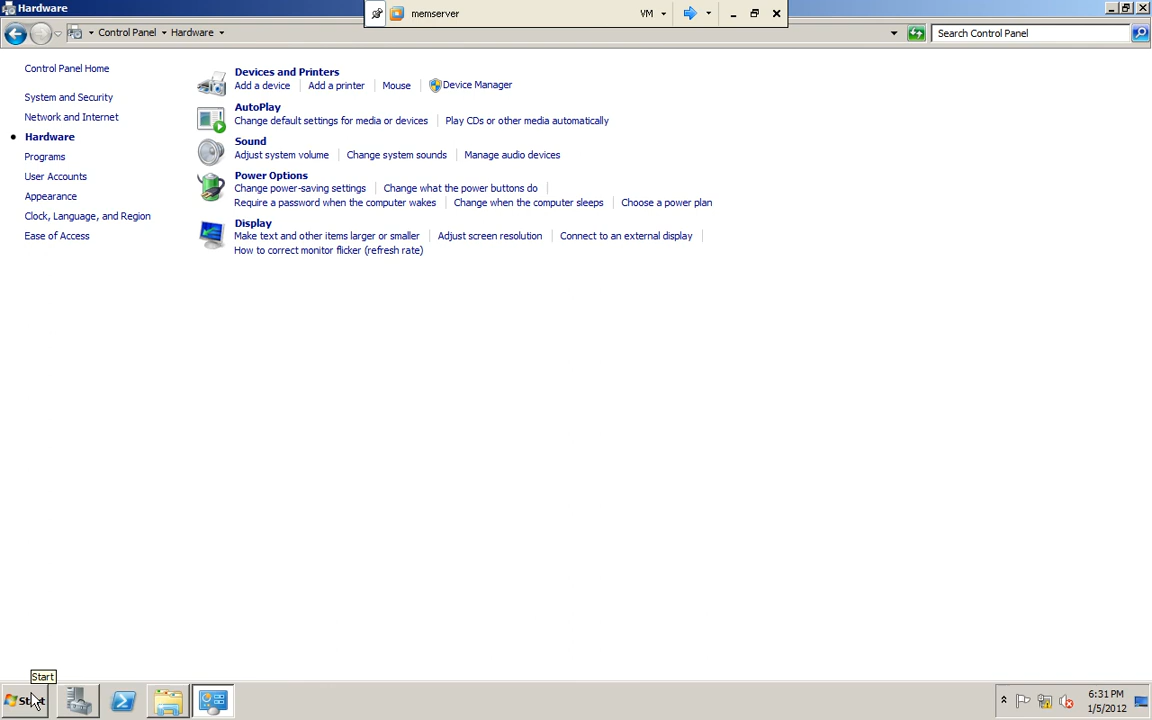 Hardware
memserver
VM
Control Panel
Hardware
Search Control Panel
Control Panel Home
System and Security
Network and Internet
Hardware
Programs
User Accounts
Appearance
Clock, Language, and Region
Ease of Access
Devices and Printers
Add a device
Add a printer
Mouse
Device Manager
AutoPlay
Change default settings for media or devices
Play CDs or other media automatically
Sound
Adjust system volume
Change system sounds
Manage audio devices
Power Options
Change power-saving settings
Change what the power buttons do
Require a password when the computer wakes
Change when the computer sleeps
Choose a power plan
Display
Make text and other items larger or smaller
Adjust screen resolution
Connect to an external display
How to correct monitor flicker (refresh rate)
Start
Start
6:31 PM
1/5/2012